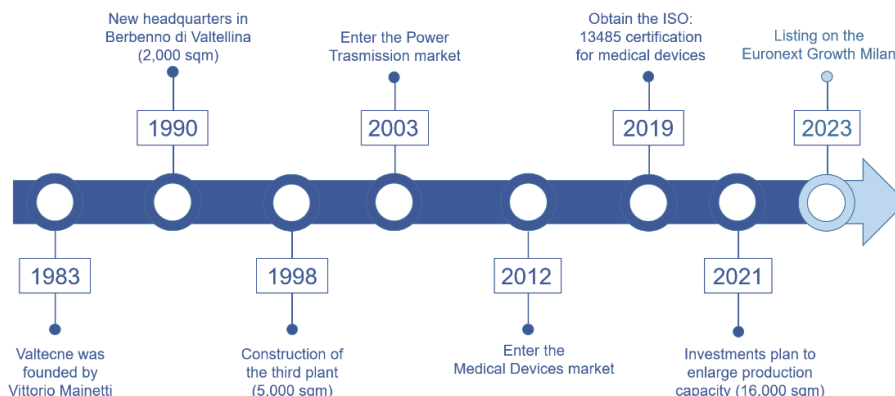 New headquarters in
Berbenno di Valtellina
(2,000 sqm)
1990
Enter the Power
Trasmission market
2003
Obtain the ISO:
13485 certification
for medical devices
2019
Listing on the
Euronext Growth Milan
2023
1983
Valtecne was
founded by
Vittorio Mainetti
1998
Construction of
the third plant
(5.000 sqm)
2012
Enter the
Medical Devices market
2021
Investments plan to
enlarge production
capacity (16.000 sqm)